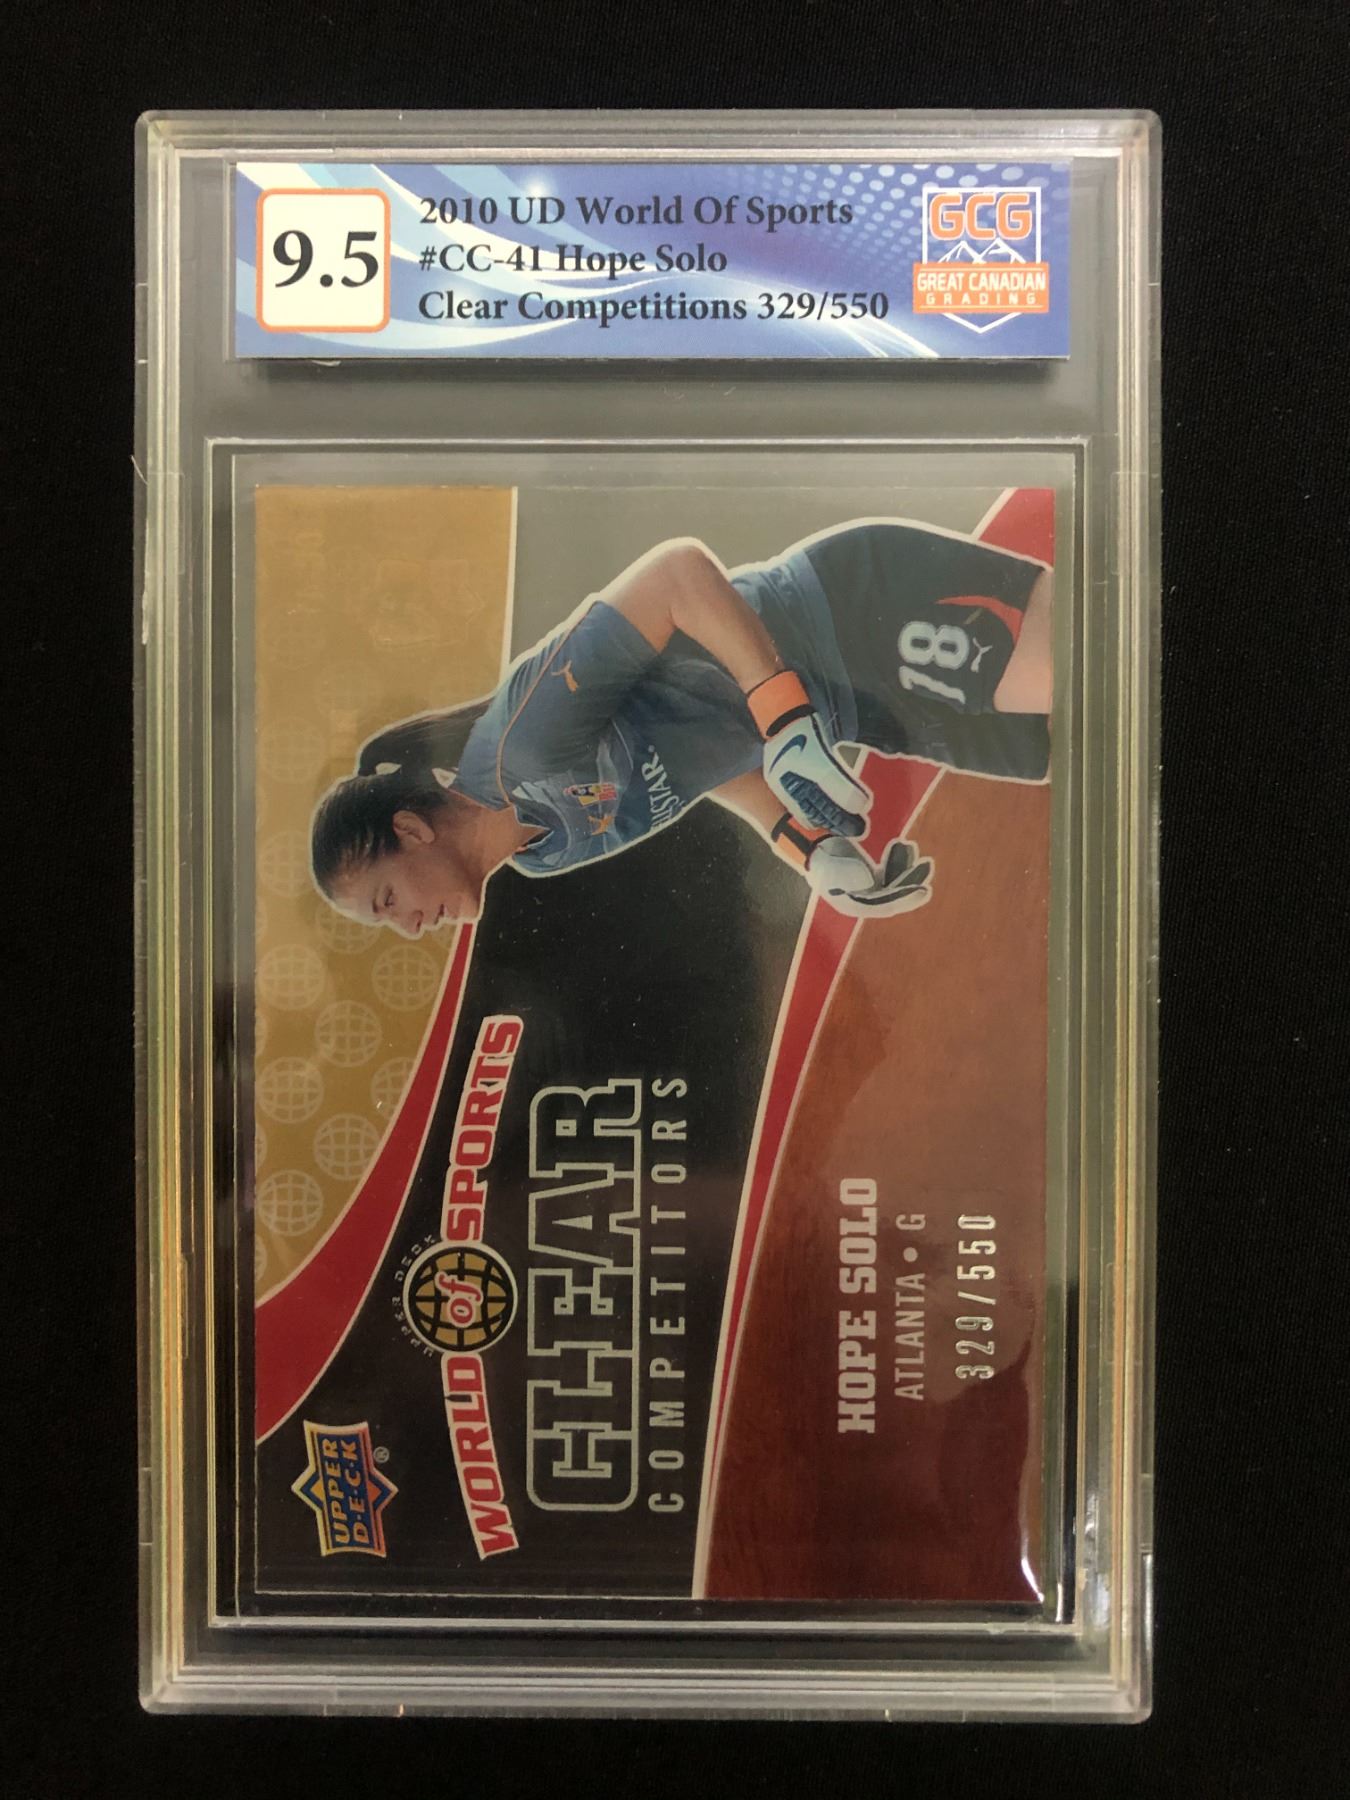 9.5
2010 UD World Of Sports
#CC-41 Hope Solo
Clear Competitions 329/550
GCG
GREAT CANADIAN
GRADING
18
UPPER
D·E·C·K
®
UPPER DECK
WORLD of SPORTS
CLEAR
COMPETITORS
HOPE SOLO
ATLANTA • G
329/550